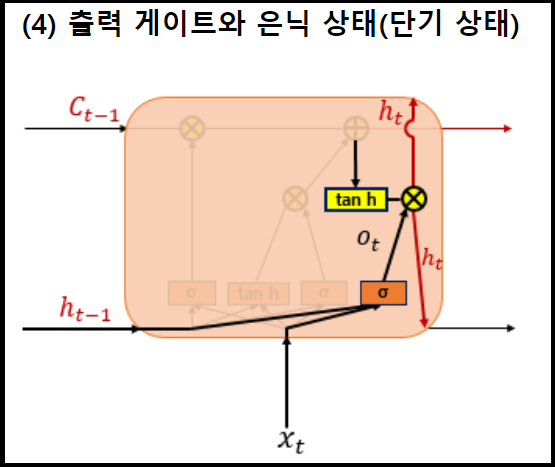 (4) 출력 게이트와 은닉 상태(단기 상태)
C_{t-1}
h_t
tan h
o_t
h_t
σ
tan h
σ
σ
h_{t-1}
x_t